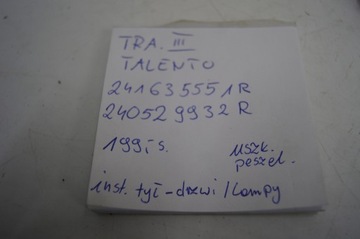 TRA. III
TALENTO
241635551R
240529932R
199,- s.
uszk.
peszel.
inst. tył - drzwi / Lampy